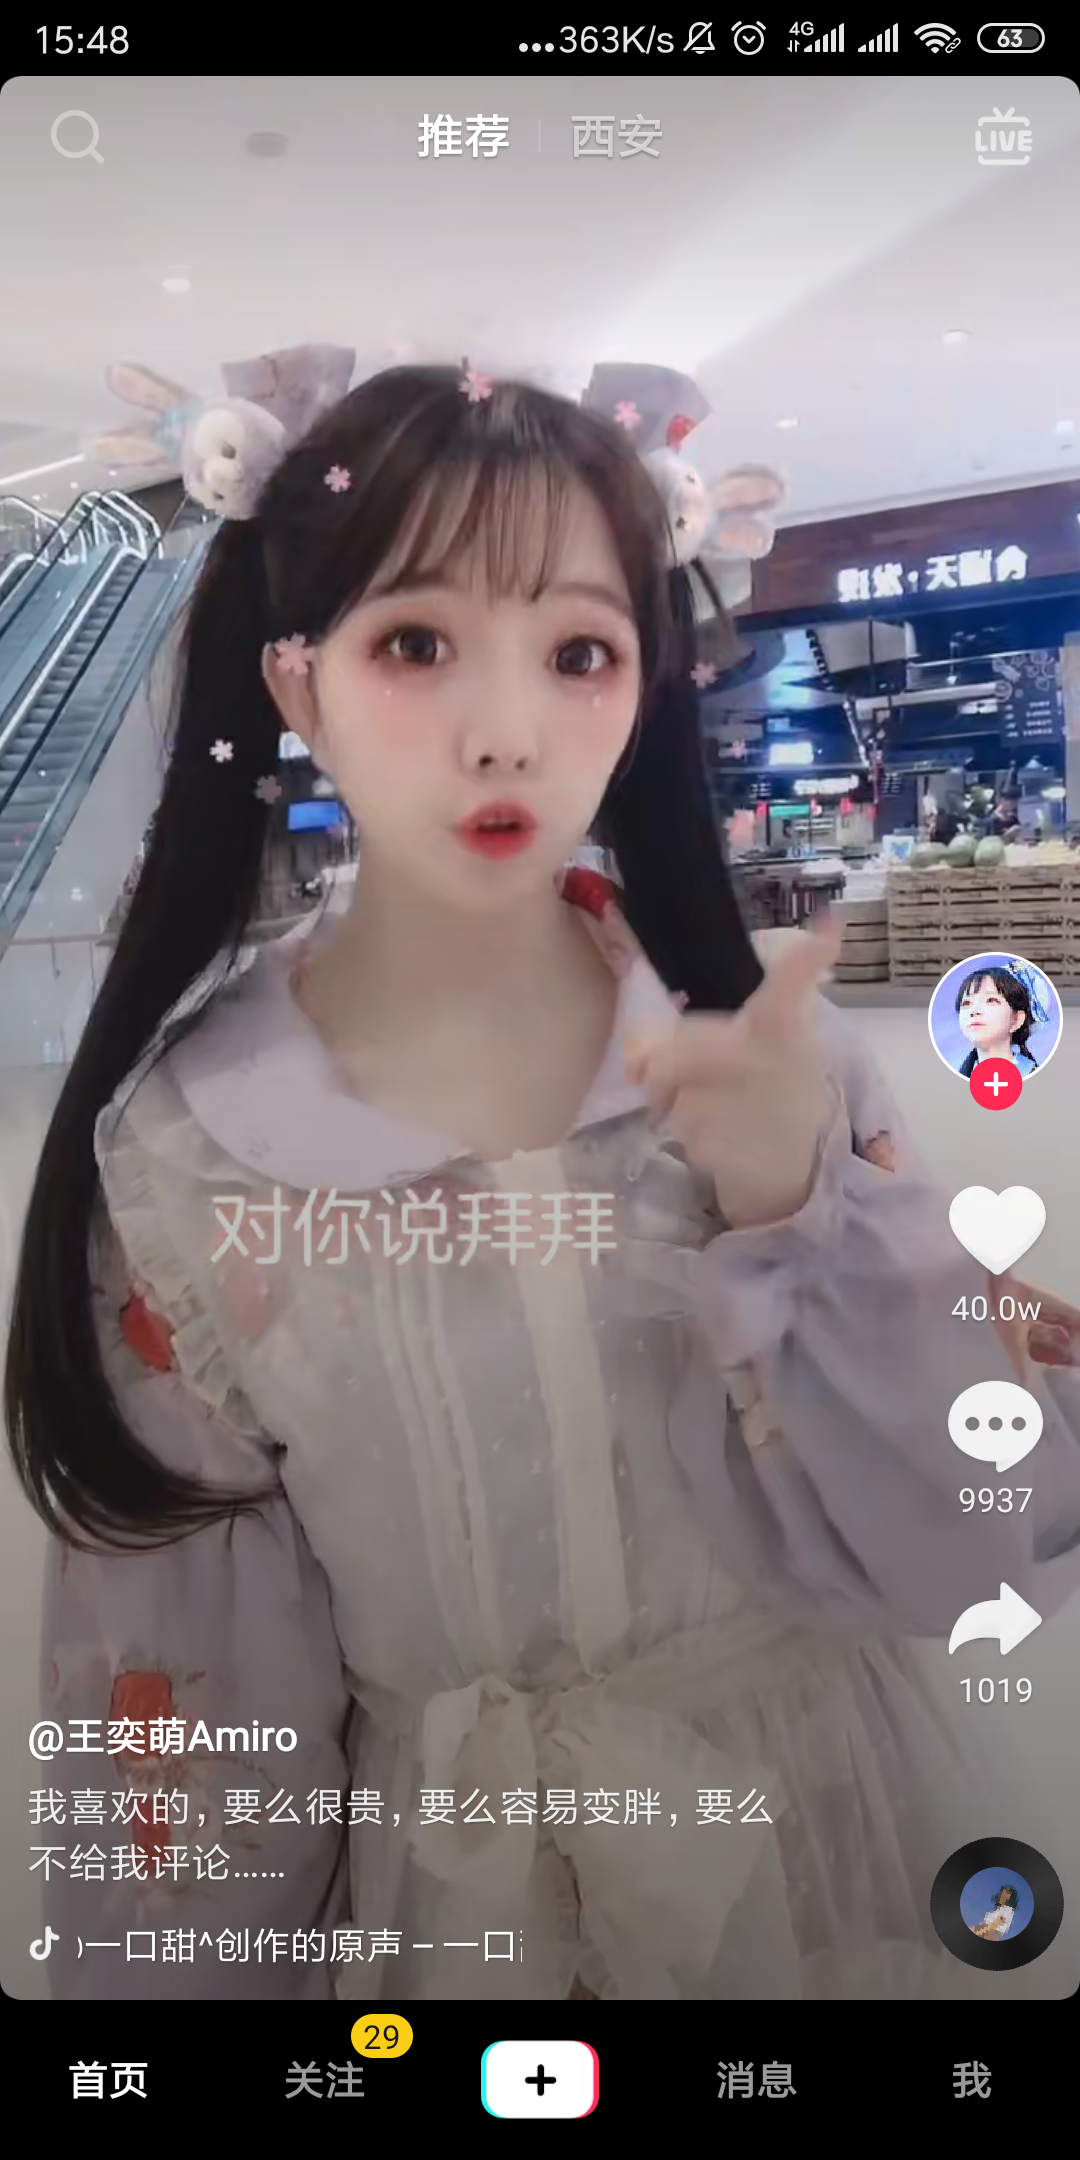 15:48
...363K/s
4G
63
推荐
西安
LIVE
对你说拜拜
40.0w
9937
1019
@王奕萌Amiro
我喜欢的，要么很贵，要么容易变胖，要么
不给我评论......
一口甜^创作的原声 – 一口
首页
关注
29
消息
我